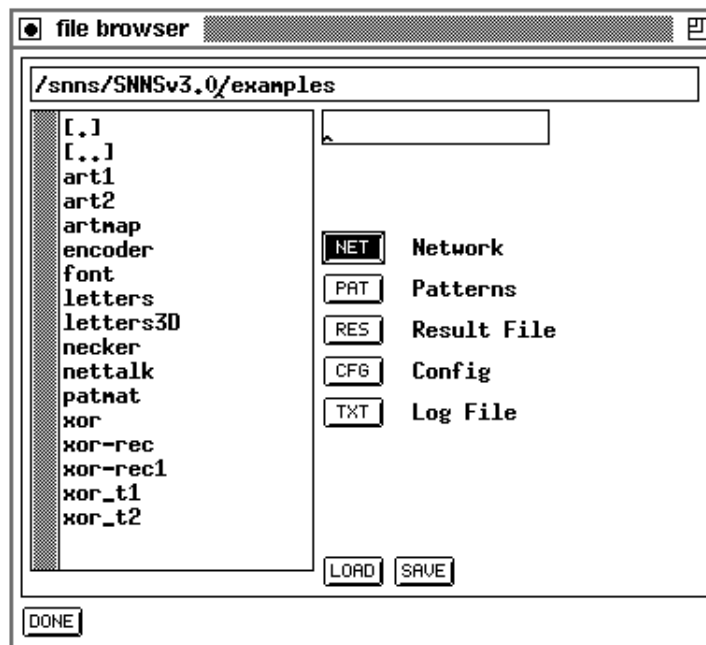 file browser
/snns/SNNSv3.0/examples
[.]
[..]
art1
art2
artmap
encoder
font
letters
letters3D
necker
nettalk
patmat
xor
xor-rec
xor-rec1
xor_t1
xor_t2
NET Network
PAT Patterns
RES Result File
CFG Config
TXT Log File
LOAD SAVE
DONE